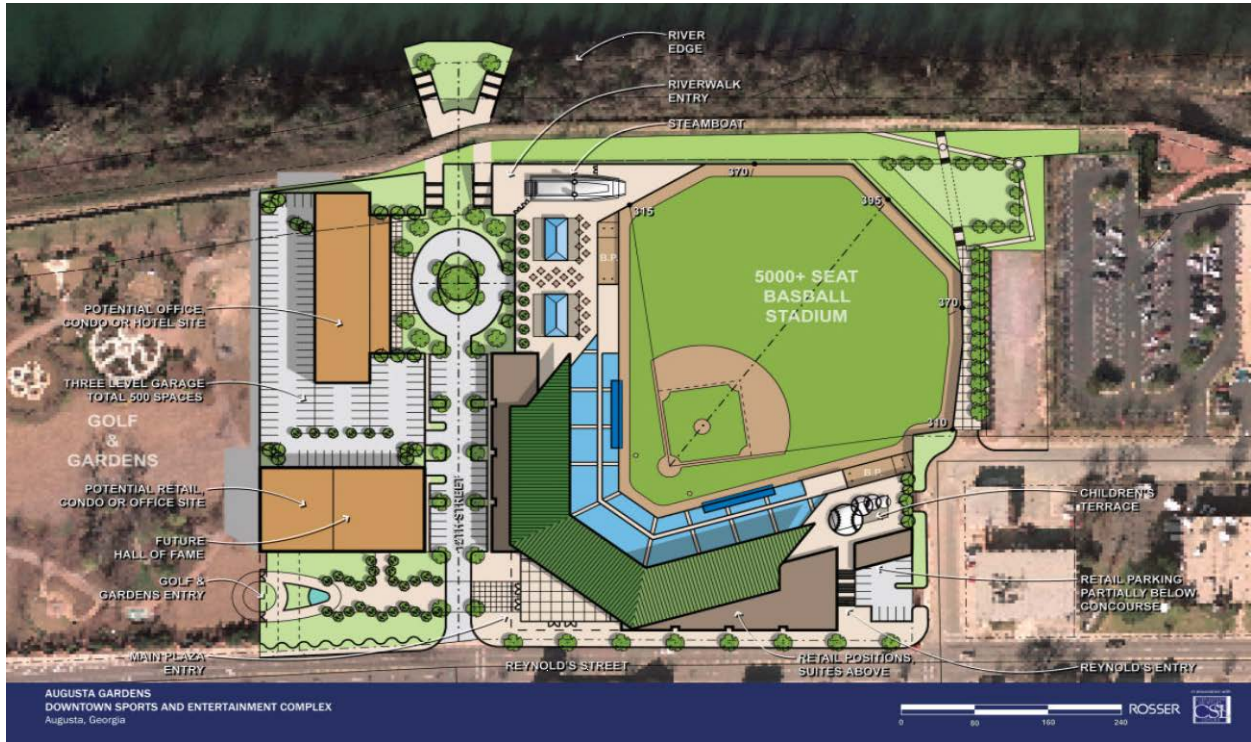 RIVER
EDGE
RIVERWALK
ENTRY
STEAMBOAT
370
315
395
B.P.
5000+ SEAT
BASBALL
STADIUM
370
POTENTIAL OFFICE,
CONDO OR HOTEL SITE
THREE LEVEL GARAGE
TOTAL 500 SPACES
GOLF
&
GARDENS
310
B.P.
POTENTIAL RETAIL,
CONDO OR OFFICE SITE
12TH STREET
CHILDREN'S
TERRACE
FUTURE
HALL OF FAME
GOLF &
GARDENS ENTRY
RETAIL PARKING
PARTIALLY BELOW
CONCOURSE
MAIN PLAZA
ENTRY
REYNOLD'S STREET
RETAIL POSITIONS,
SUITES ABOVE
REYNOLD'S ENTRY
AUGUSTA GARDENS
DOWNTOWN SPORTS AND ENTERTAINMENT COMPLEX
Augusta, Georgia
0 80 160 240
ROSSER
CSL